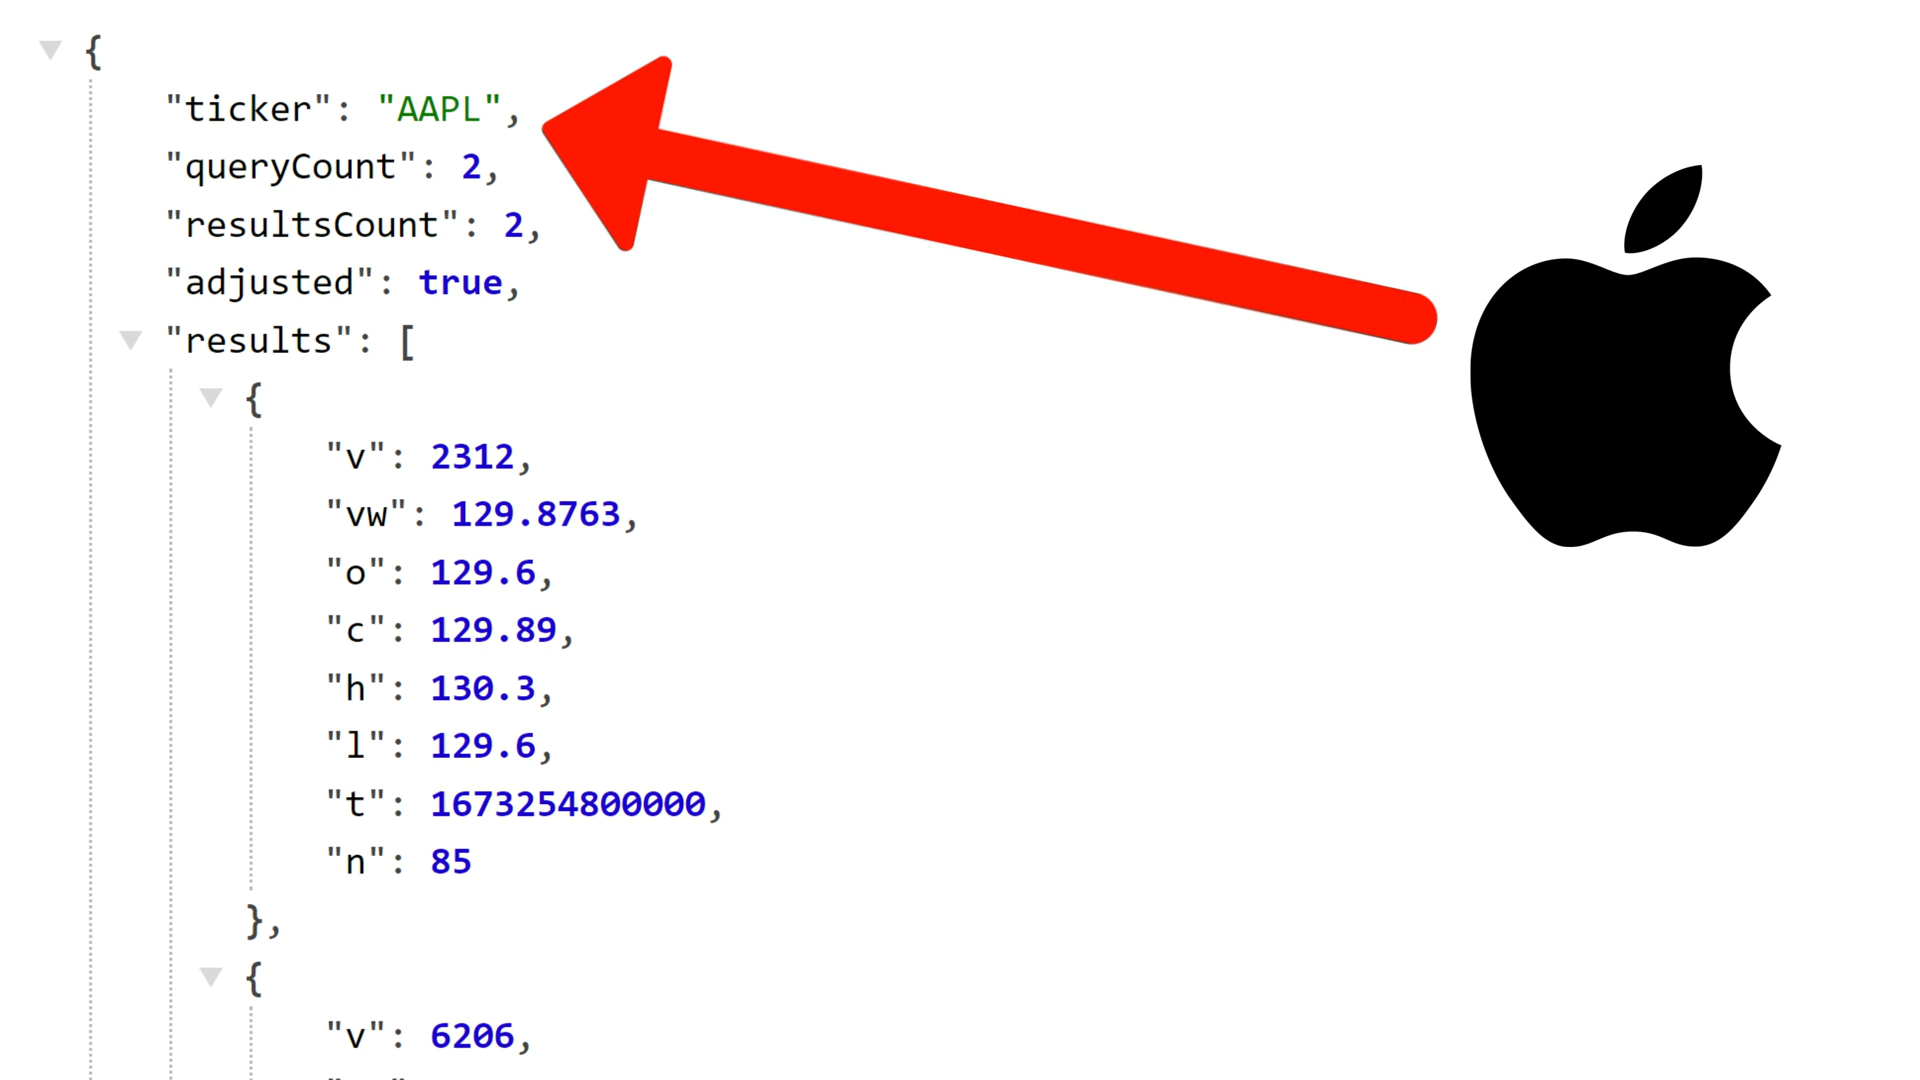 {
"ticker": "AAPL",
"queryCount": 2,
"resultsCount": 2,
"adjusted": true,
"results": [
{
"v": 2312,
"vw": 129.8763,
"o": 129.6,
"c": 129.89,
"h": 130.3,
"l": 129.6,
"t": 1673254800000,
"n": 85
},
{
"v": 6206,